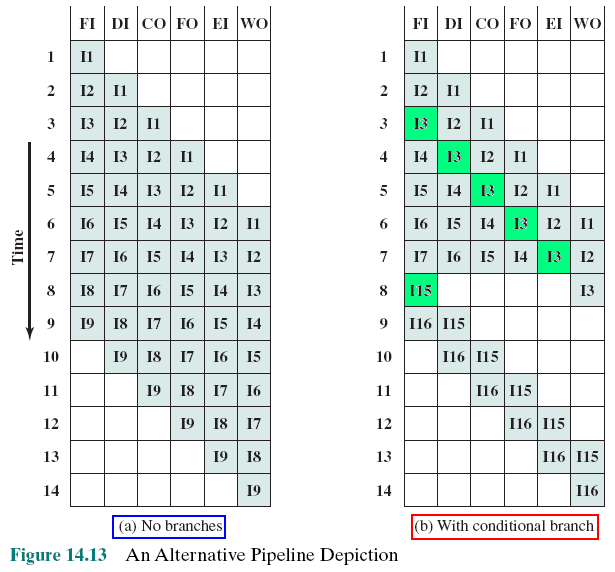 FI DI CO FO EI WO FI DI CO FO EI WO
1 I1 1 I1
2 I2 I1 2 I2 I1
3 I3 I2 I1 3 I3 I2 I1
4 I4 I3 I2 I1 4 I4 I3 I2 I1
5 I5 I4 I3 I2 I1 5 I5 I4 I3 I2 I1
6 I6 I5 I4 I3 I2 I1 6 I6 I5 I4 I3 I2 I1
Time
7 I7 I6 I5 I4 I3 I2 7 I7 I6 I5 I4 I3 I2
8 I8 I7 I6 I5 I4 I3 8 I15 I3
9 I9 I8 I7 I6 I5 I4 9 I16 I15
10 I9 I8 I7 I6 I5 10 I16 I15
11 I9 I8 I7 I6 11 I16 I15
12 I9 I8 I7 12 I16 I15
13 I9 I8 13 I16 I15
14 I9 14 I16
(a) No branches (b) With conditional branch
Figure 14.13 An Alternative Pipeline Depiction